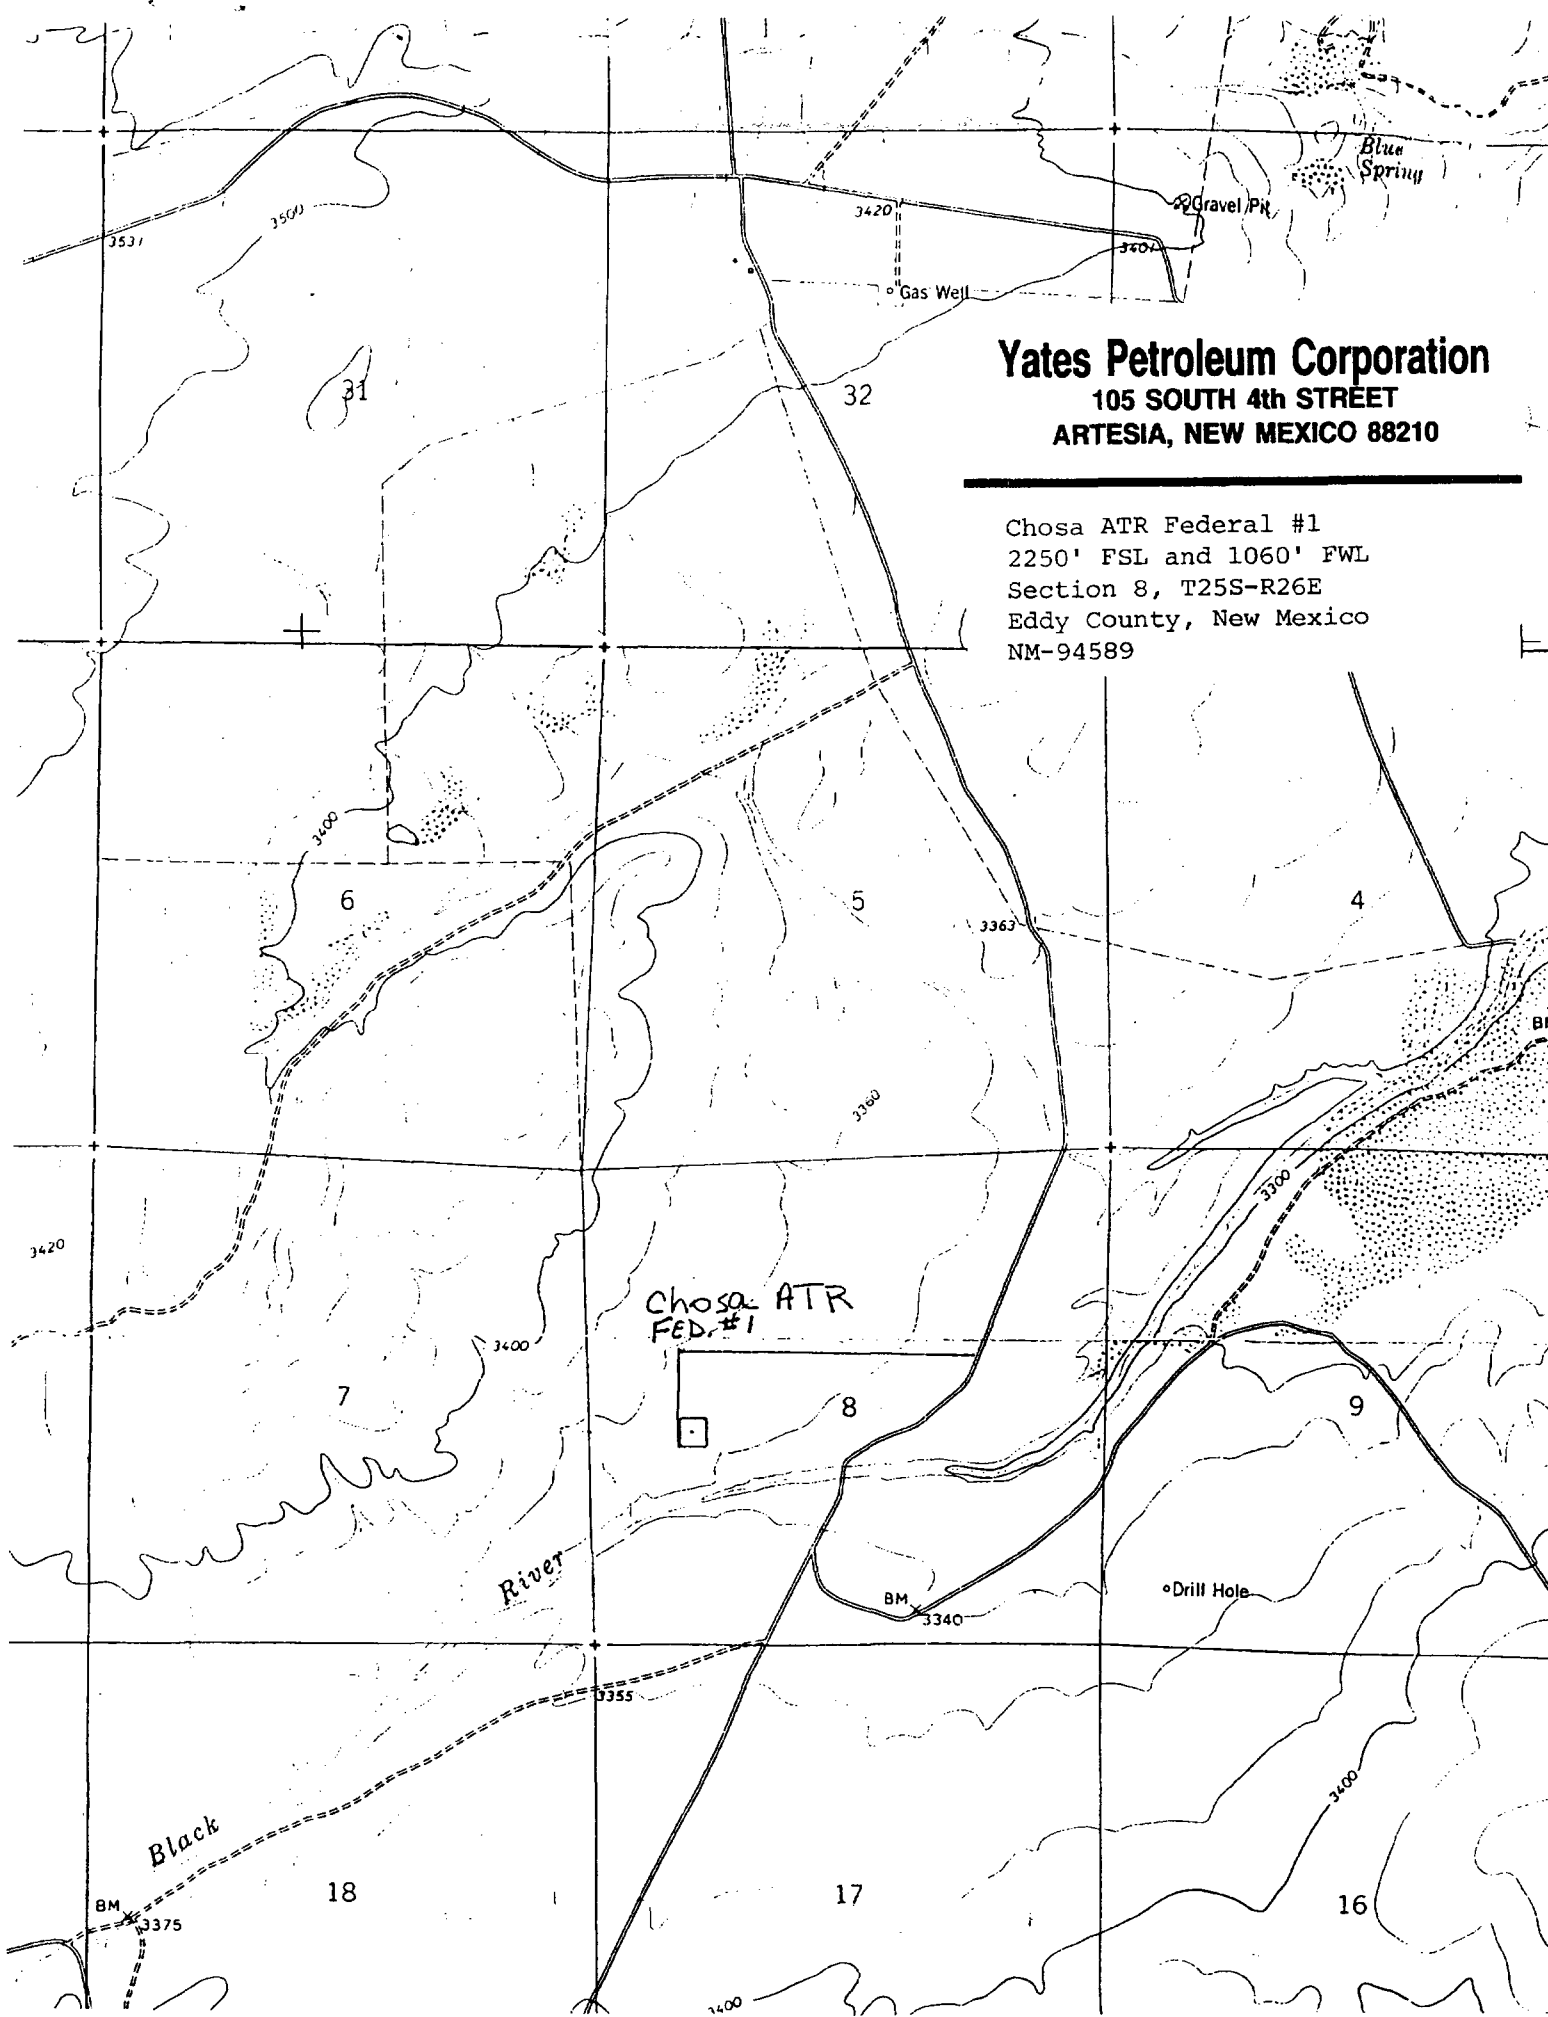 Blue
Spring
Gravel Pit
3500
3420
3531
3401
Gas Well
Yates Petroleum Corporation
105 SOUTH 4th STREET
ARTESIA, NEW MEXICO 88210
31
32
Chosa ATR Federal #1
2250' FSL and 1060' FWL
Section 8, T25S-R26E
Eddy County, New Mexico
NM-94589
3400
6
5
4
3363
BM
3360
3300
3420
Chosa ATR
FED. #1
3400
7
8
9
River
BM
3340
Drill Hole
3355
3400
Black
18
17
16
BM
3375
3400